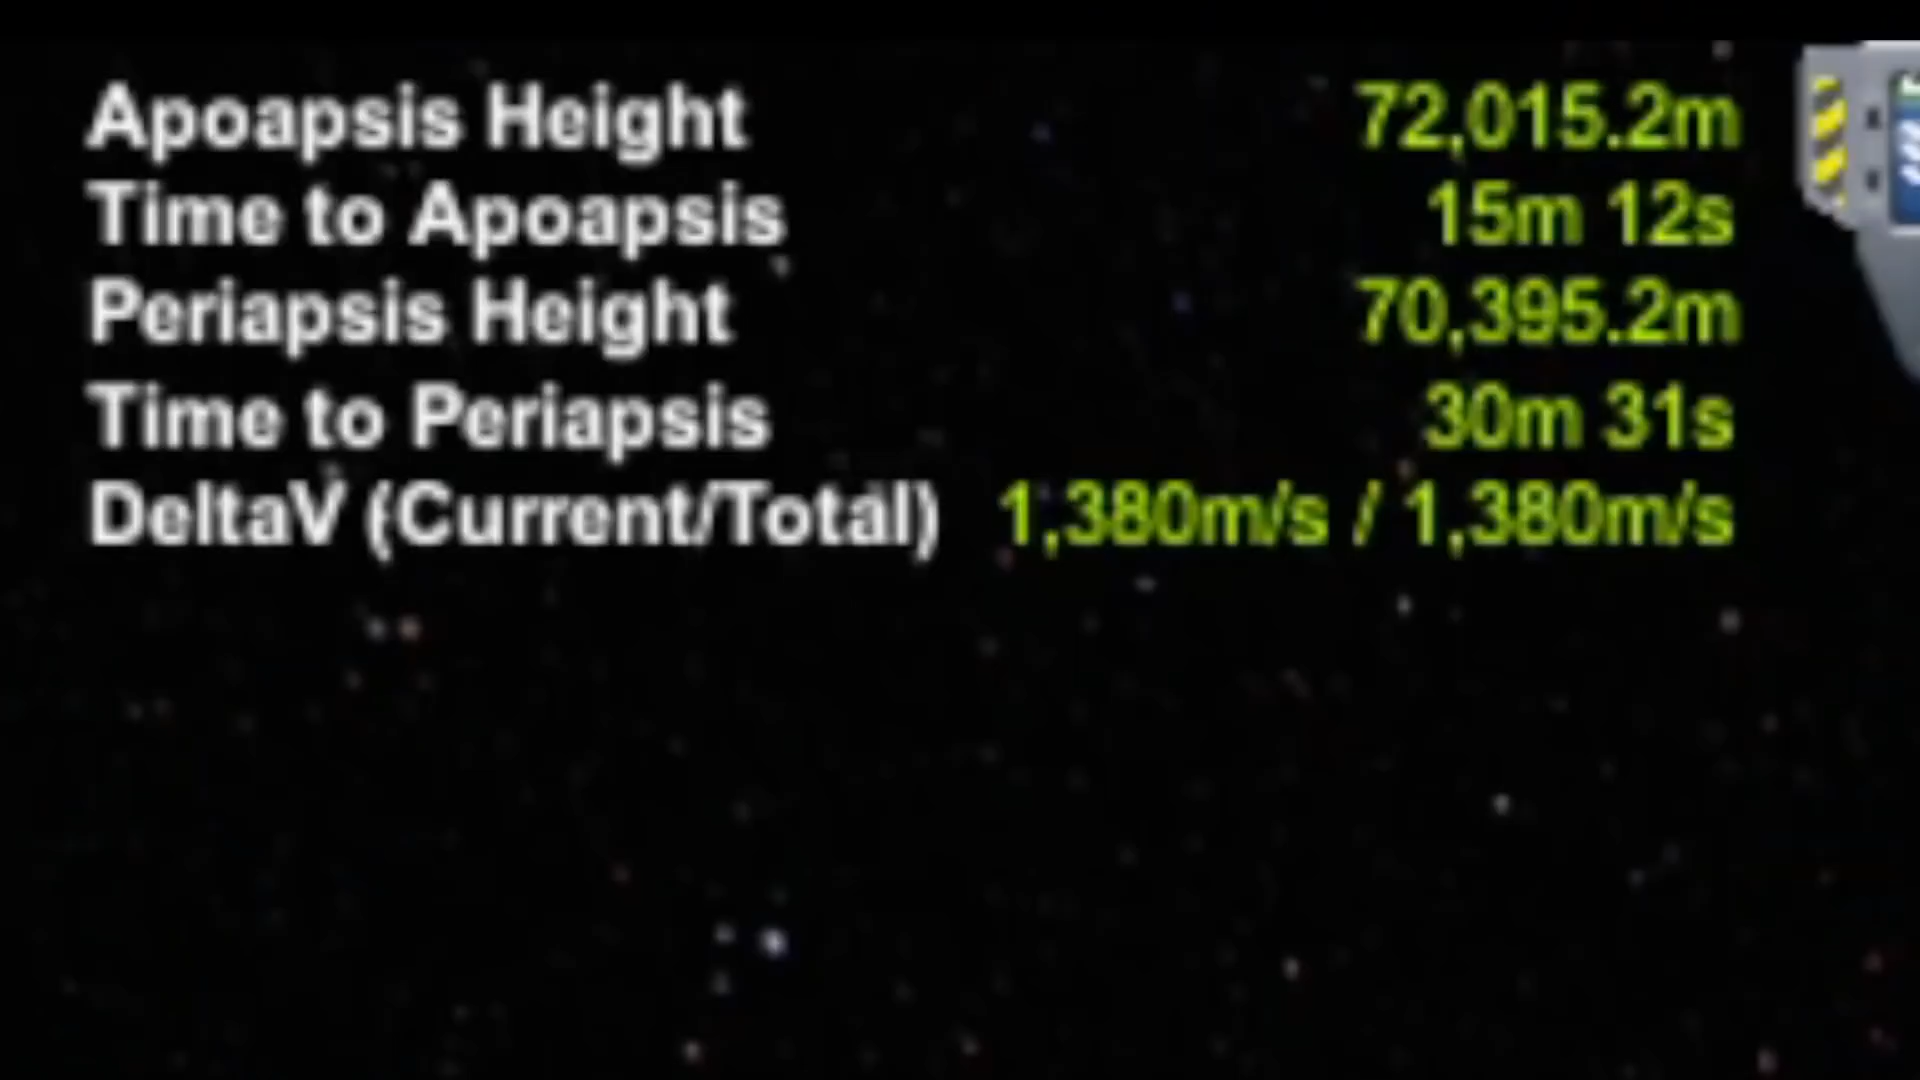 Apoapsis Height 72,015.2m
Time to Apoapsis 15m 12s
Periapsis Height 70,395.2m
Time to Periapsis 30m 31s
DeltaV (Current/Total) 1,380m/s / 1,380m/s